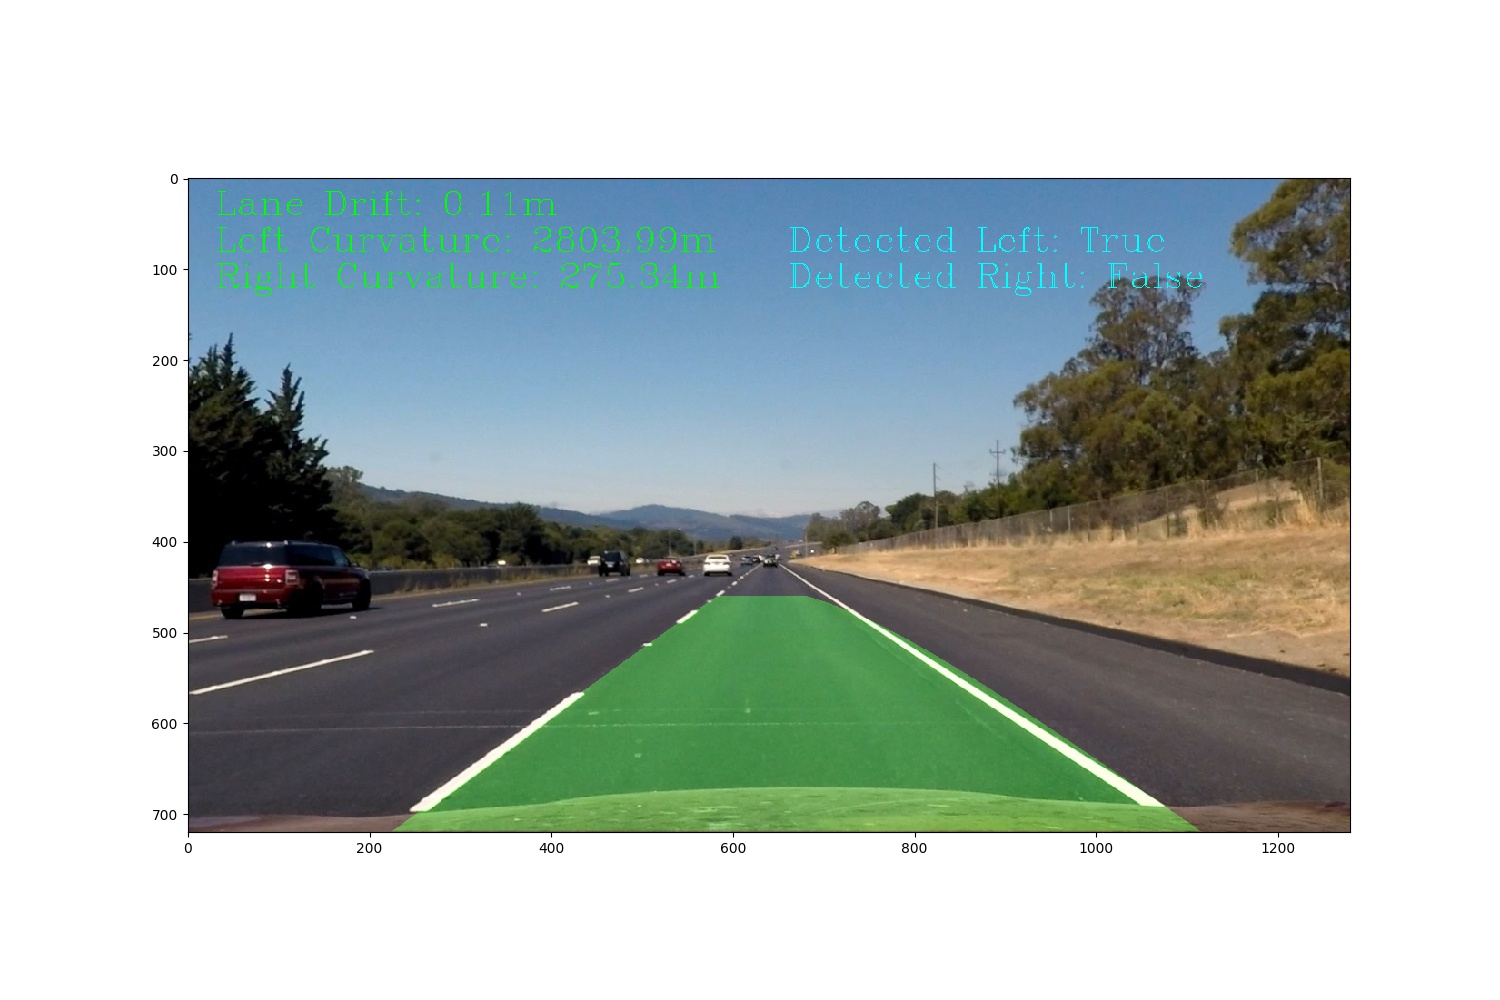 Lane Drift: 0.11m
Left Curvature: 2803.99m
Right Curvature: 275.34m
Detected Left: True
Detected Right: False
0
100
200
300
400
500
600
700
0 200 400 600 800 1000 1200